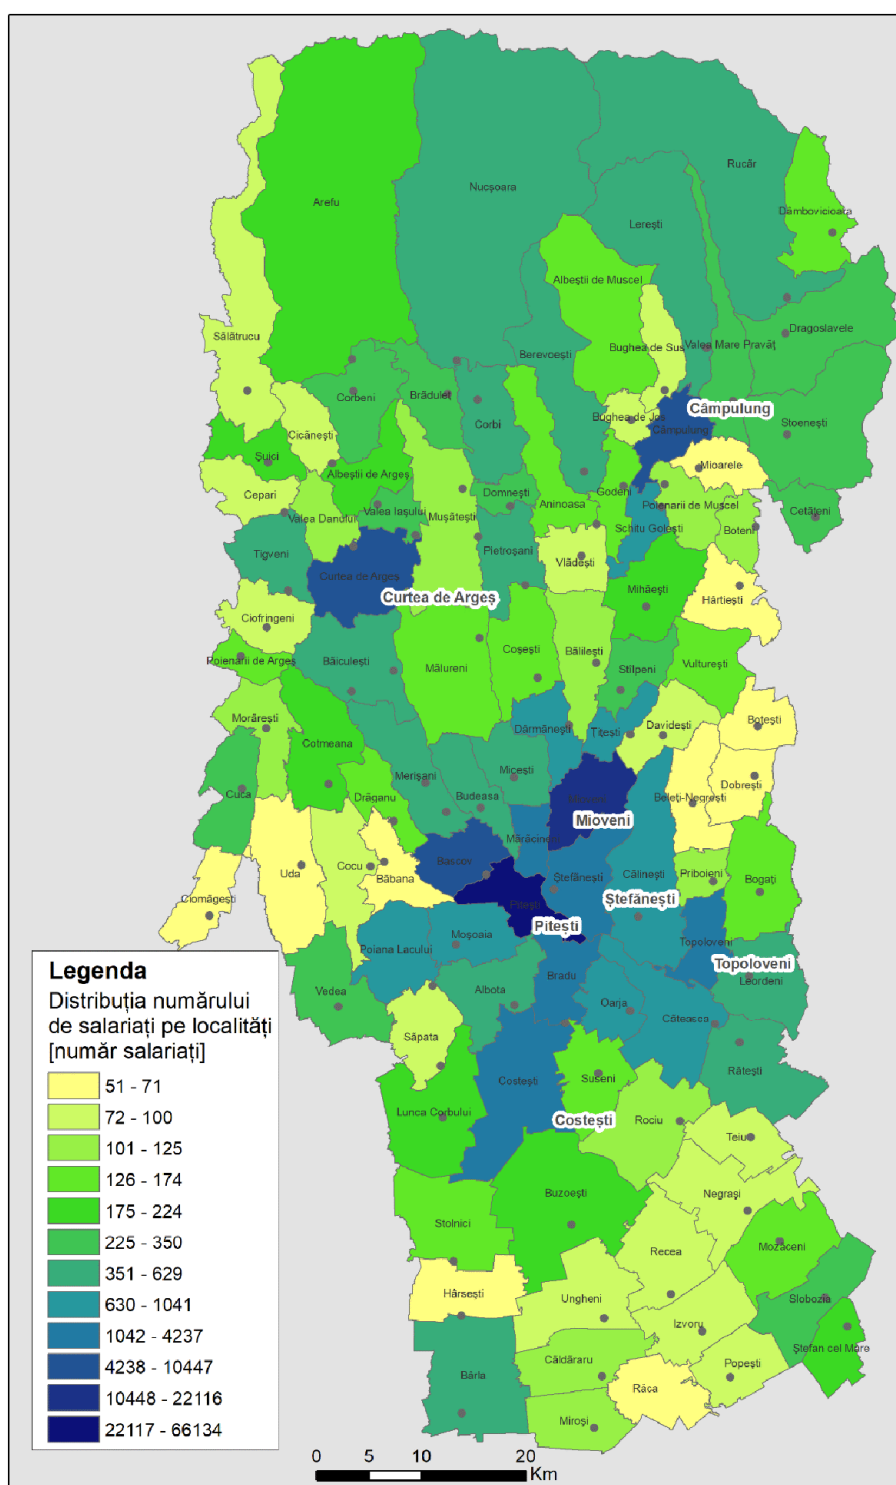 Rucăr
Nucșoara
Arefu
Dâmbovicioara
Lerești
Albeștii de Muscel
Dragoslavele
Sălătrucu
Valea Mare Pravăț
Bughea de Sus
Berevoești
Brăduleț
Corbeni
Câmpulung
Bughea de Jos
Corbi
Stoenești
Câmpulung
Cicănești
Șuici
Mioarele
Albeștii de Argeș
Godeni
Domnești
Cepari
Aninoasa
Poienarii de Muscel
Cetățeni
Valea Iașului
Mușătești
Valea Danului
Schitu Golești
Boteni
Pietroșani
Tigveni
Vlădești
Curtea de Argeș
Mihăești
Curtea de Argeș
Hârtiești
Ciofringeni
Cosești
Bălilești
Poienarii de Argeș
Băiculești
Mălureni
Stîlpeni
Vulturești
Morărești
Botești
Dârmănești
Țițești
Davidești
Cotmeana
Merișani
Micești
Dobrești
Cuca
Drăganu
Budeasa
Beleți-Negrești
Mioveni
Mărăcineni
Bascov
Cocu
Uda
Băbana
Ștefănești
Călinești
Priboieni
Bogați
Ciomăgești
Ștefănești
Pitești
Pitești
Topoloveni
Moșoaia
Poiana Lacului
Topoloveni
Bradu
Leordeni
Vedea
Albota
Oarja
Căteasca
Săpata
Costești
Suseni
Rătești
Lunca Corbului
Costești
Rociu
Teiu
Buzoești
Negrași
Stolnici
Recea
Mozăceni
Hârsești
Ungheni
Slobozia
Izvoru
Ștefan cel Mare
Căldăraru
Popești
Bârla
Râca
Miroși
Legenda
Distribuția numărului
de salariați pe localități
[număr salariați]
51 - 71
72 - 100
101 - 125
126 - 174
175 - 224
225 - 350
351 - 629
630 - 1041
1042 - 4237
4238 - 10447
10448 - 22116
22117 - 66134
0 5 10 20
Km